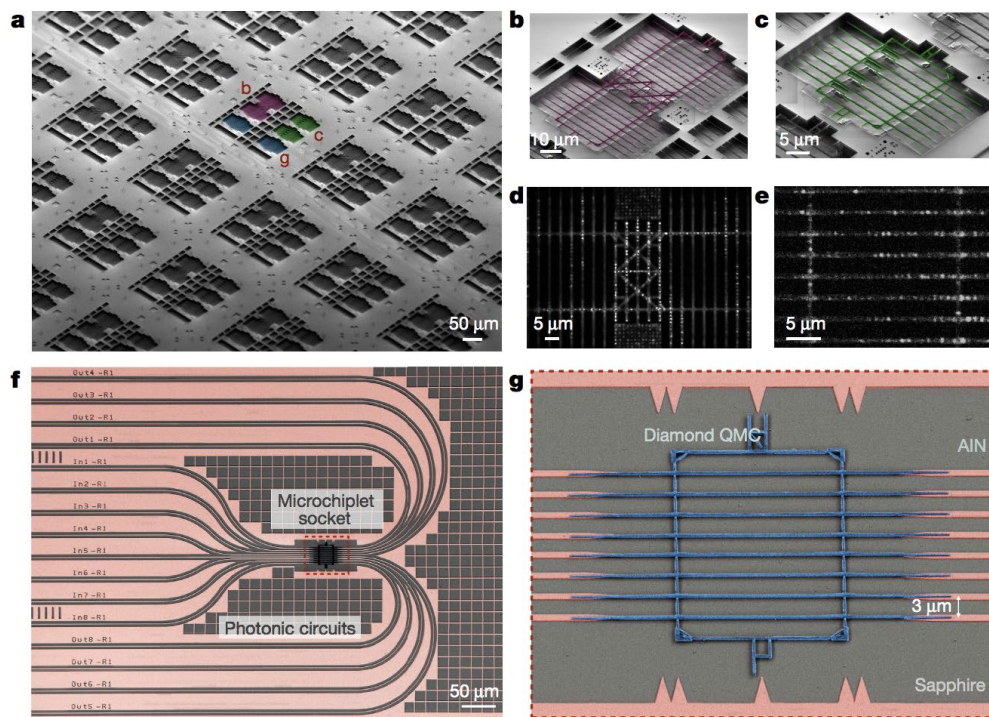 a
b
c
g
50 μm
b
10 μm
c
5 μm
d
5 μm
e
5 μm
f
Out4-R1
Out3-R1
Out2-R1
Out1-R1
In1-R1
In2-R1
In3-R1
In4-R1
In5-R1
In6-R1
In7-R1
In8-R1
Out8-R1
Out7-R1
Out6-R1
Out5-R1
Microchiplet
socket
Photonic circuits
50 μm
g
Diamond QMC
AlN
3 μm
Sapphire